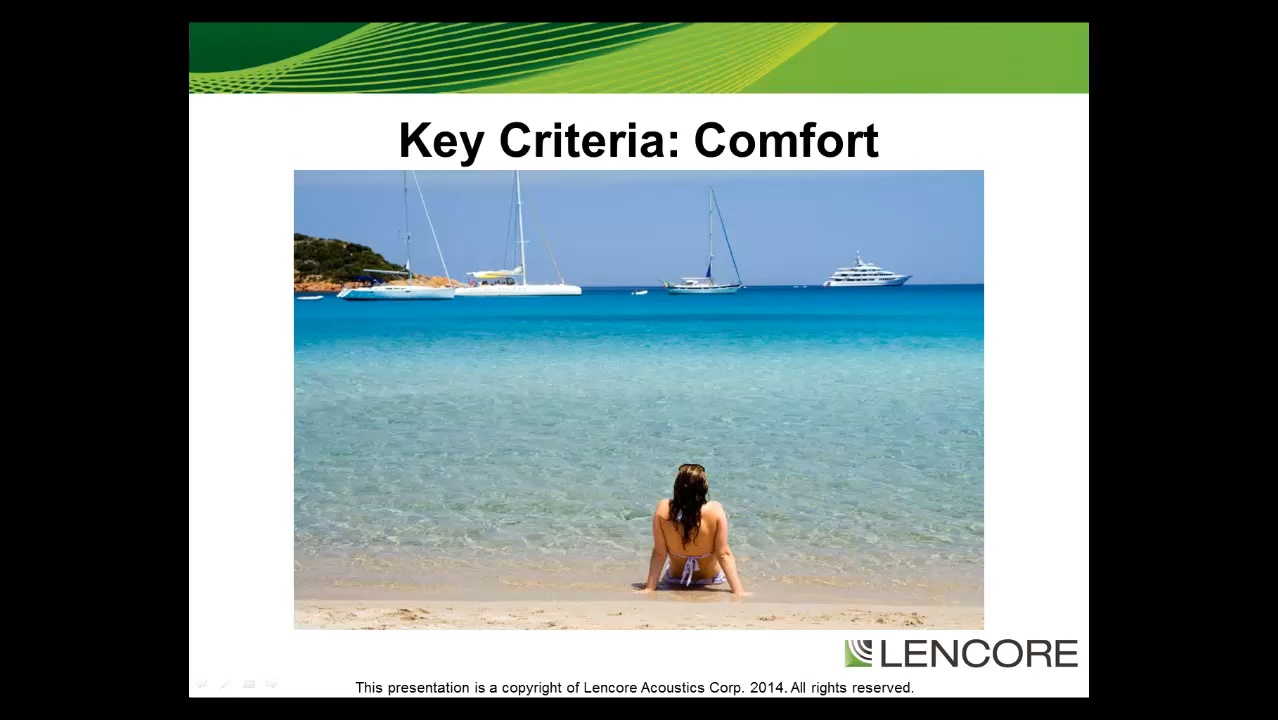 Key Criteria: Comfort
LENCORE
This presentation is a copyright of Lencore Acoustics Corp. 2014. All rights reserved.